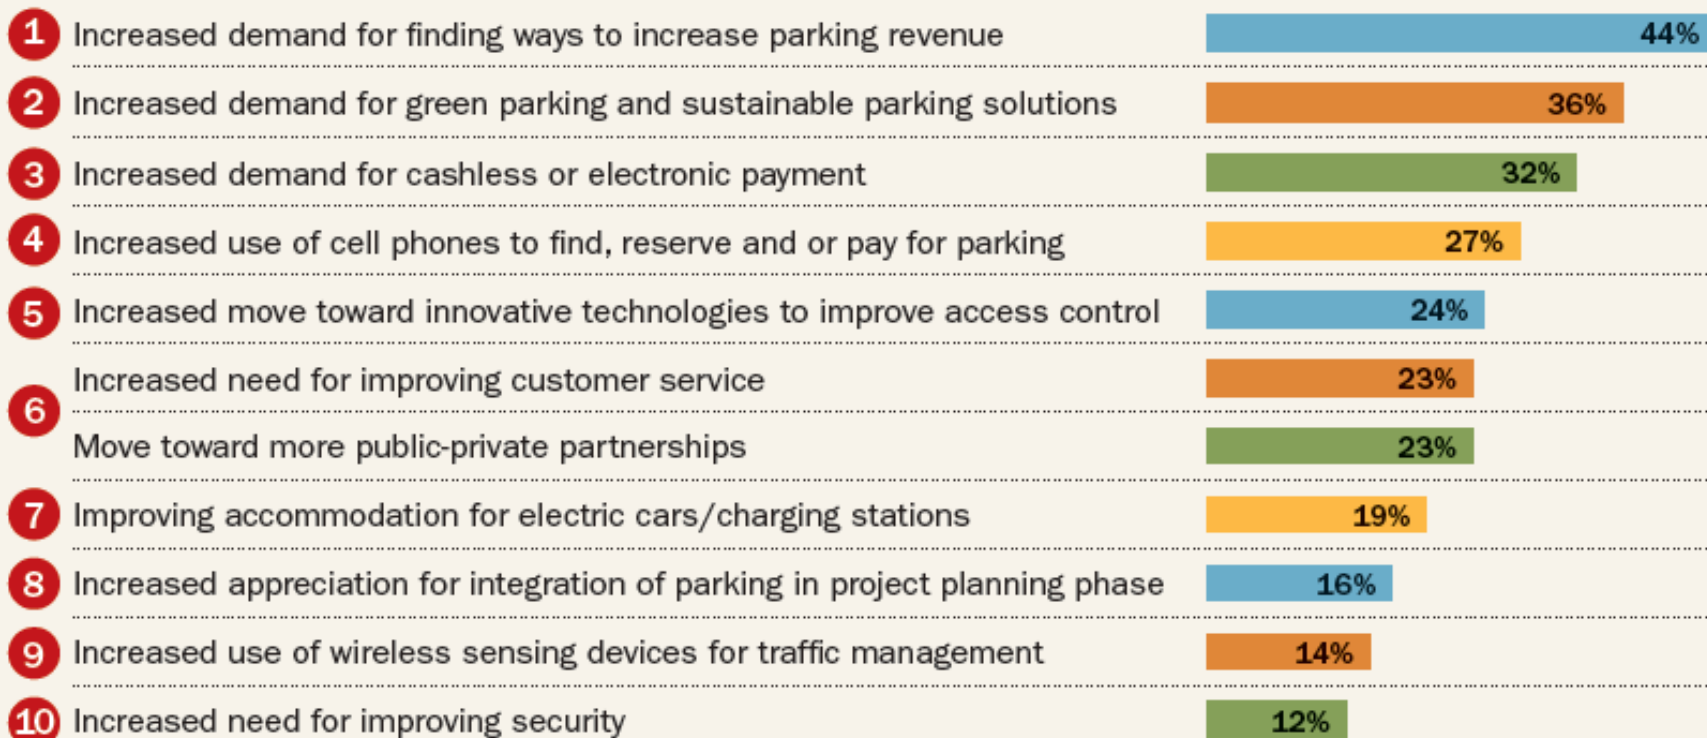 1 Increased demand for finding ways to increase parking revenue 44%
2 Increased demand for green parking and sustainable parking solutions 36%
3 Increased demand for cashless or electronic payment 32%
4 Increased use of cell phones to find, reserve and or pay for parking 27%
5 Increased move toward innovative technologies to improve access control 24%
6 Increased need for improving customer service 23%
Move toward more public-private partnerships 23%
7 Improving accommodation for electric cars/charging stations 19%
8 Increased appreciation for integration of parking in project planning phase 16%
9 Increased use of wireless sensing devices for traffic management 14%
10 Increased need for improving security 12%